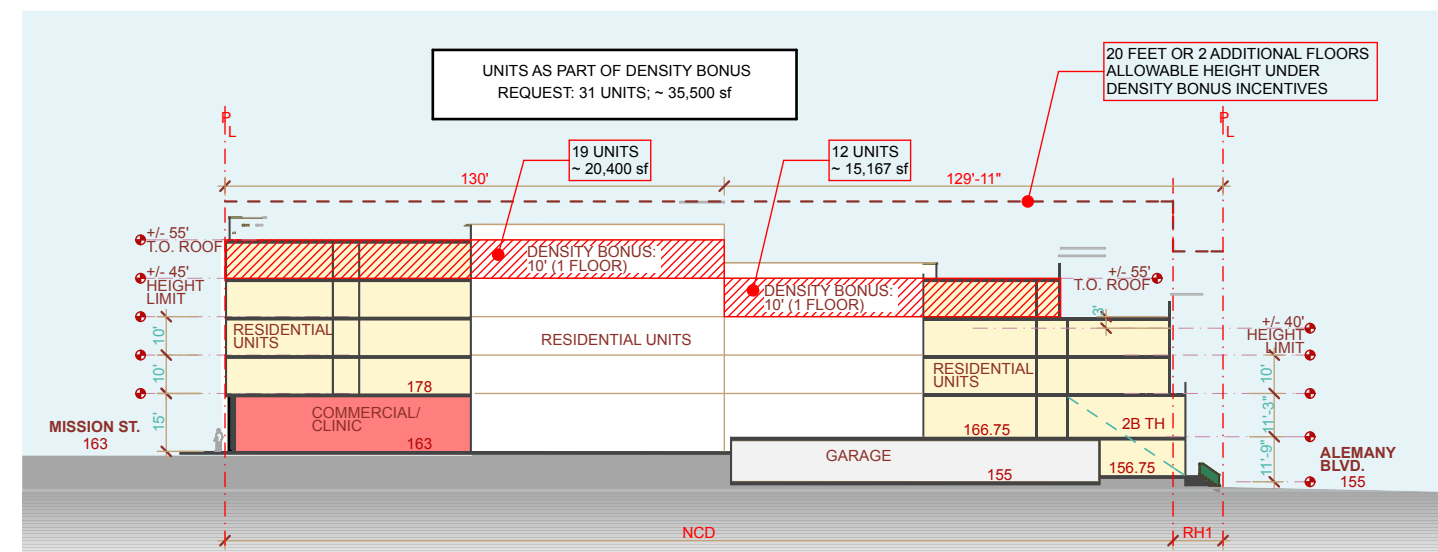 UNITS AS PART OF DENSITY BONUS
REQUEST: 31 UNITS; ~ 35,500 sf
20 FEET OR 2 ADDITIONAL FLOORS
ALLOWABLE HEIGHT UNDER
DENSITY BONUS INCENTIVES
PL
PL
19 UNITS
~ 20,400 sf
12 UNITS
~ 15,167 sf
130'
129'-11"
+/- 55'
T.O. ROOF
+/- 45'
HEIGHT
LIMIT
DENSITY BONUS:
10' (1 FLOOR)
DENSITY BONUS:
10' (1 FLOOR)
+/- 55'
T.O. ROOF
3'
+/- 40'
HEIGHT
LIMIT
RESIDENTIAL
UNITS
RESIDENTIAL UNITS
RESIDENTIAL
UNITS
10'
10'
15'
10'
11'-3"
11'-9"
178
COMMERCIAL/
CLINIC
163
MISSION ST.
163
166.75
2B TH
GARAGE
155
156.75
ALEMANY
BLVD.
155
NCD
RH1